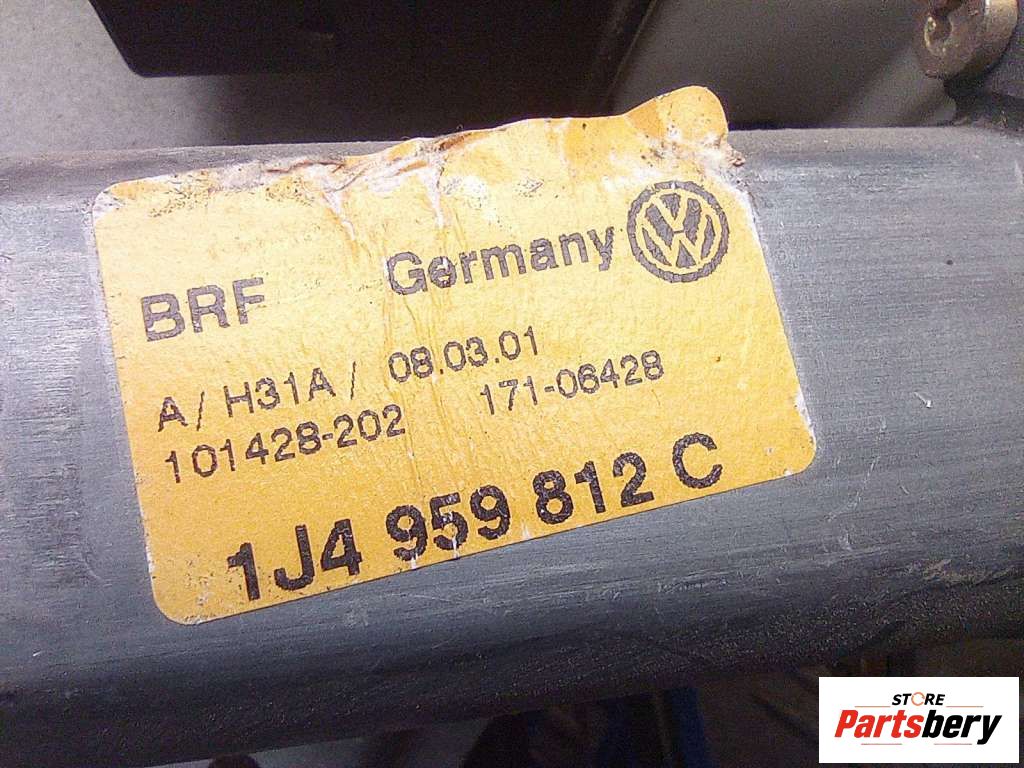 BRF Germany
A/ H31A/ 08.03.01
101428-202 171-06428
1J4 959 812 C
STORE
Partsbery